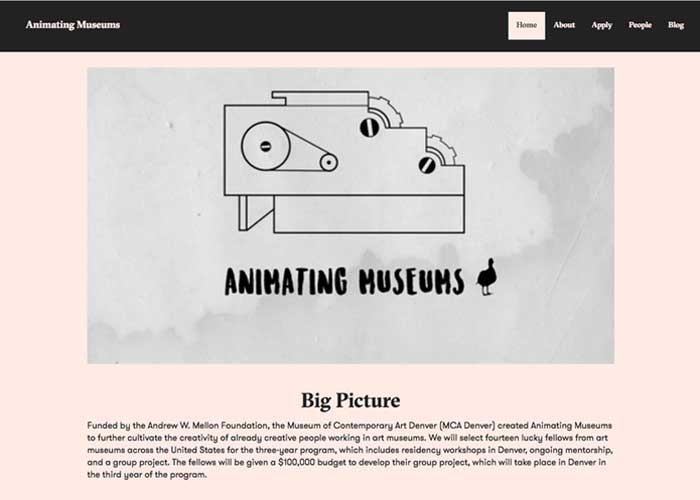 Animating Museums
Home About Apply People Blog
ANIMATING MUSEUMS
Big Picture
Funded by the Andrew W. Mellon Foundation, the Museum of Contemporary Art Denver (MCA Denver) created Animating Museums
to further cultivate the creativity of already creative people working in art museums. We will select fourteen lucky fellows from art
museums across the United States for the three-year program, which includes residency workshops in Denver, ongoing mentorship,
and a group project. The fellows will be given a $100,000 budget to develop their group project, which will take place in Denver in
the third year of the program.